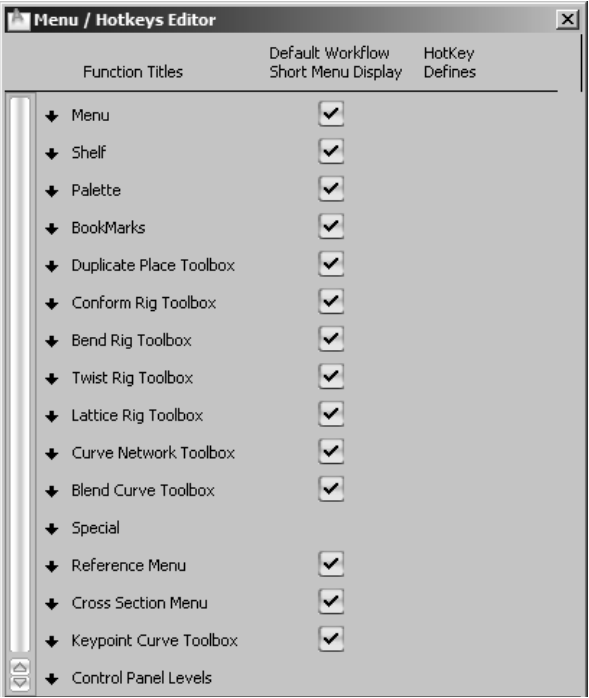 Menu / Hotkeys Editor
Default Workflow HotKey
Function Titles Short Menu Display Defines
Menu
Shelf
Palette
BookMarks
Duplicate Place Toolbox
Conform Rig Toolbox
Bend Rig Toolbox
Twist Rig Toolbox
Lattice Rig Toolbox
Curve Network Toolbox
Blend Curve Toolbox
Special
Reference Menu
Cross Section Menu
Keypoint Curve Toolbox
Control Panel Levels